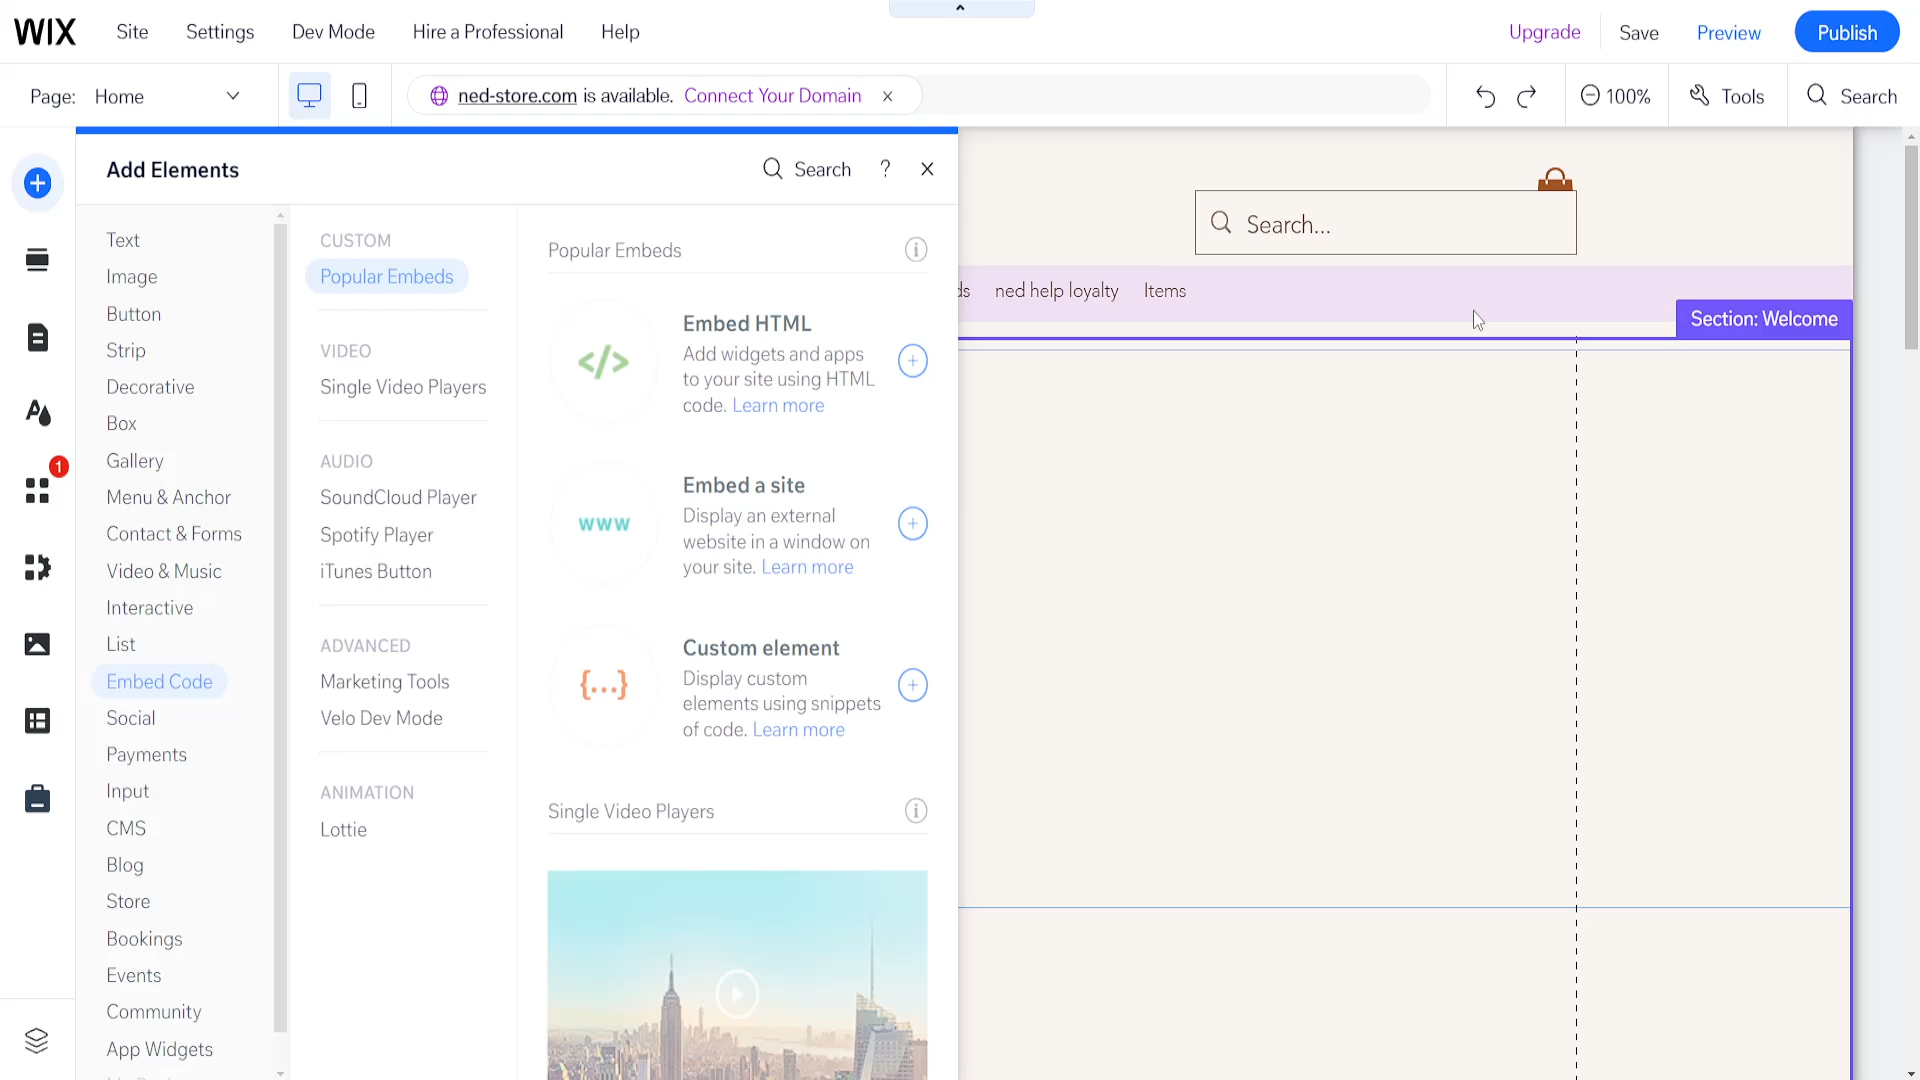 WIX Site Settings Dev Mode Hire a Professional Help Upgrade Save Preview Publish
Page: Home ned-store.com is available. Connect Your Domain 100% Tools Search
Add Elements Search ?
Text
Image
Button
Strip
Decorative
Box
Gallery
Menu & Anchor
Contact & Forms
Video & Music
Interactive
List
Embed Code
Social
Payments
Input
CMS
Blog
Store
Bookings
Events
Community
App Widgets
1
CUSTOM
Popular Embeds
VIDEO
Single Video Players
AUDIO
SoundCloud Player
Spotify Player
iTunes Button
ADVANCED
Marketing Tools
Velo Dev Mode
ANIMATION
Lottie
Popular Embeds
Embed HTML
Add widgets and apps
to your site using HTML
code. Learn more
</>
Embed a site
Display an external
website in a window on
your site. Learn more
www
Custom element
Display custom
elements using snippets
of code. Learn more
{...}
Single Video Players
Search...
ds ned help loyalty Items
Section: Welcome